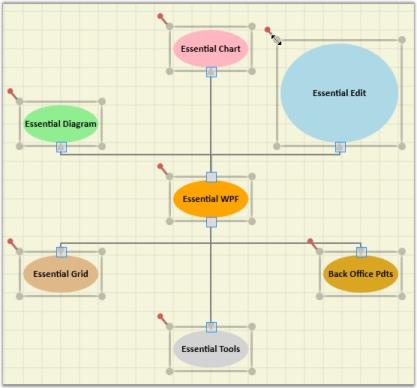 Essential Chart
Essential Edit
Essential Diagram
Essential WPF
Essential Grid
Back Office Pdts
Essential Tools